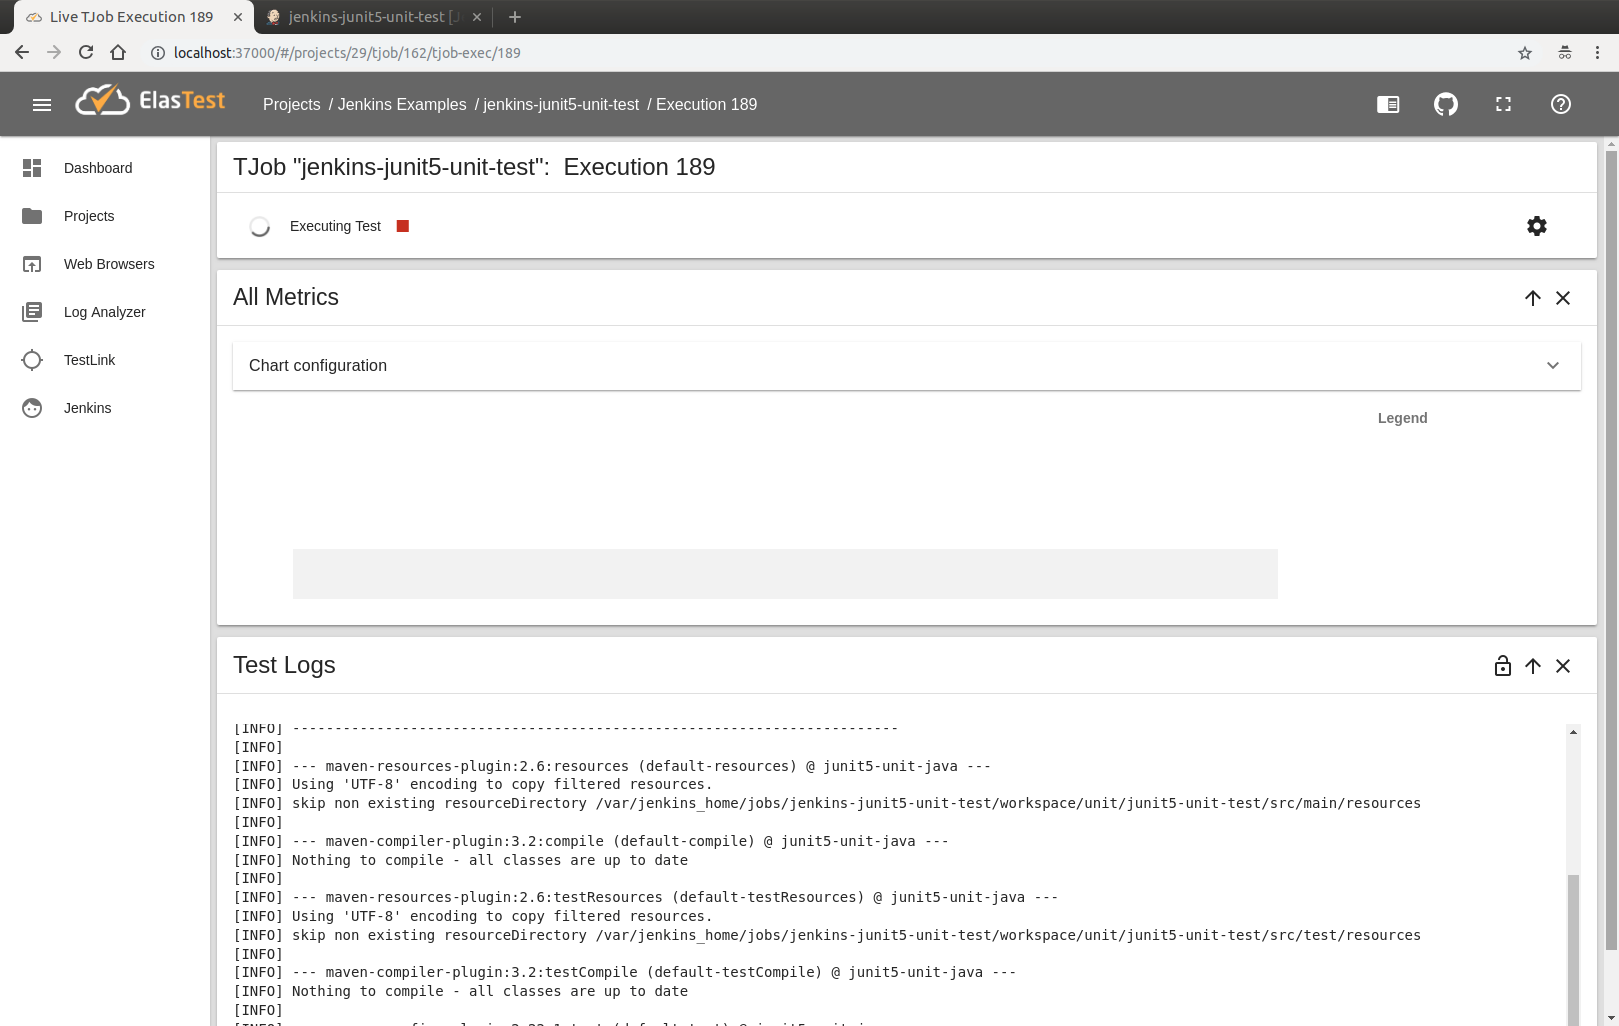 Live TJob Execution 189
jenkins-junit5-unit-test [J
localhost:37000/#/projects/29/tjob/162/tjob-exec/189
ElasTest
Projects / Jenkins Examples / jenkins-junit5-unit-test / Execution 189
Dashboard
Projects
Web Browsers
Log Analyzer
TestLink
Jenkins
TJob "jenkins-junit5-unit-test": Execution 189
Executing Test
All Metrics
Chart configuration
Legend
Test Logs
[INFO] ------------------------------------------------------------------------
[INFO]
[INFO] --- maven-resources-plugin:2.6:resources (default-resources) @ junit5-unit-java ---
[INFO] Using 'UTF-8' encoding to copy filtered resources.
[INFO] skip non existing resourceDirectory /var/jenkins_home/jobs/jenkins-junit5-unit-test/workspace/unit/junit5-unit-test/src/main/resources
[INFO]
[INFO] --- maven-compiler-plugin:3.2:compile (default-compile) @ junit5-unit-java ---
[INFO] Nothing to compile - all classes are up to date
[INFO]
[INFO] --- maven-resources-plugin:2.6:testResources (default-testResources) @ junit5-unit-java ---
[INFO] Using 'UTF-8' encoding to copy filtered resources.
[INFO] skip non existing resourceDirectory /var/jenkins_home/jobs/jenkins-junit5-unit-test/workspace/unit/junit5-unit-test/src/test/resources
[INFO]
[INFO] --- maven-compiler-plugin:3.2:testCompile (default-testCompile) @ junit5-unit-java ---
[INFO] Nothing to compile - all classes are up to date
[INFO]